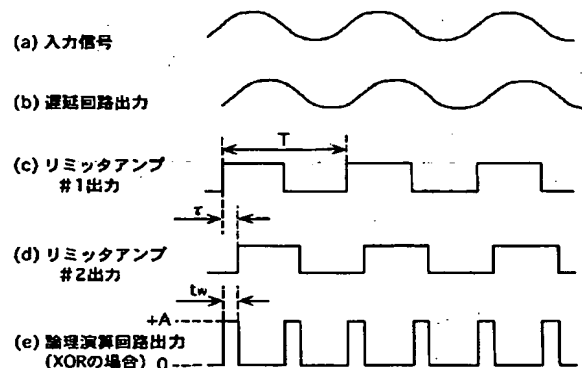 (a) 入力信号
(b) 遅延回路出力
T
(c) リミッタアンプ
#1出力
τ
(d) リミッタアンプ
#2出力
tw
+A
(e) 論理演算回路出力
(XORの場合) 0